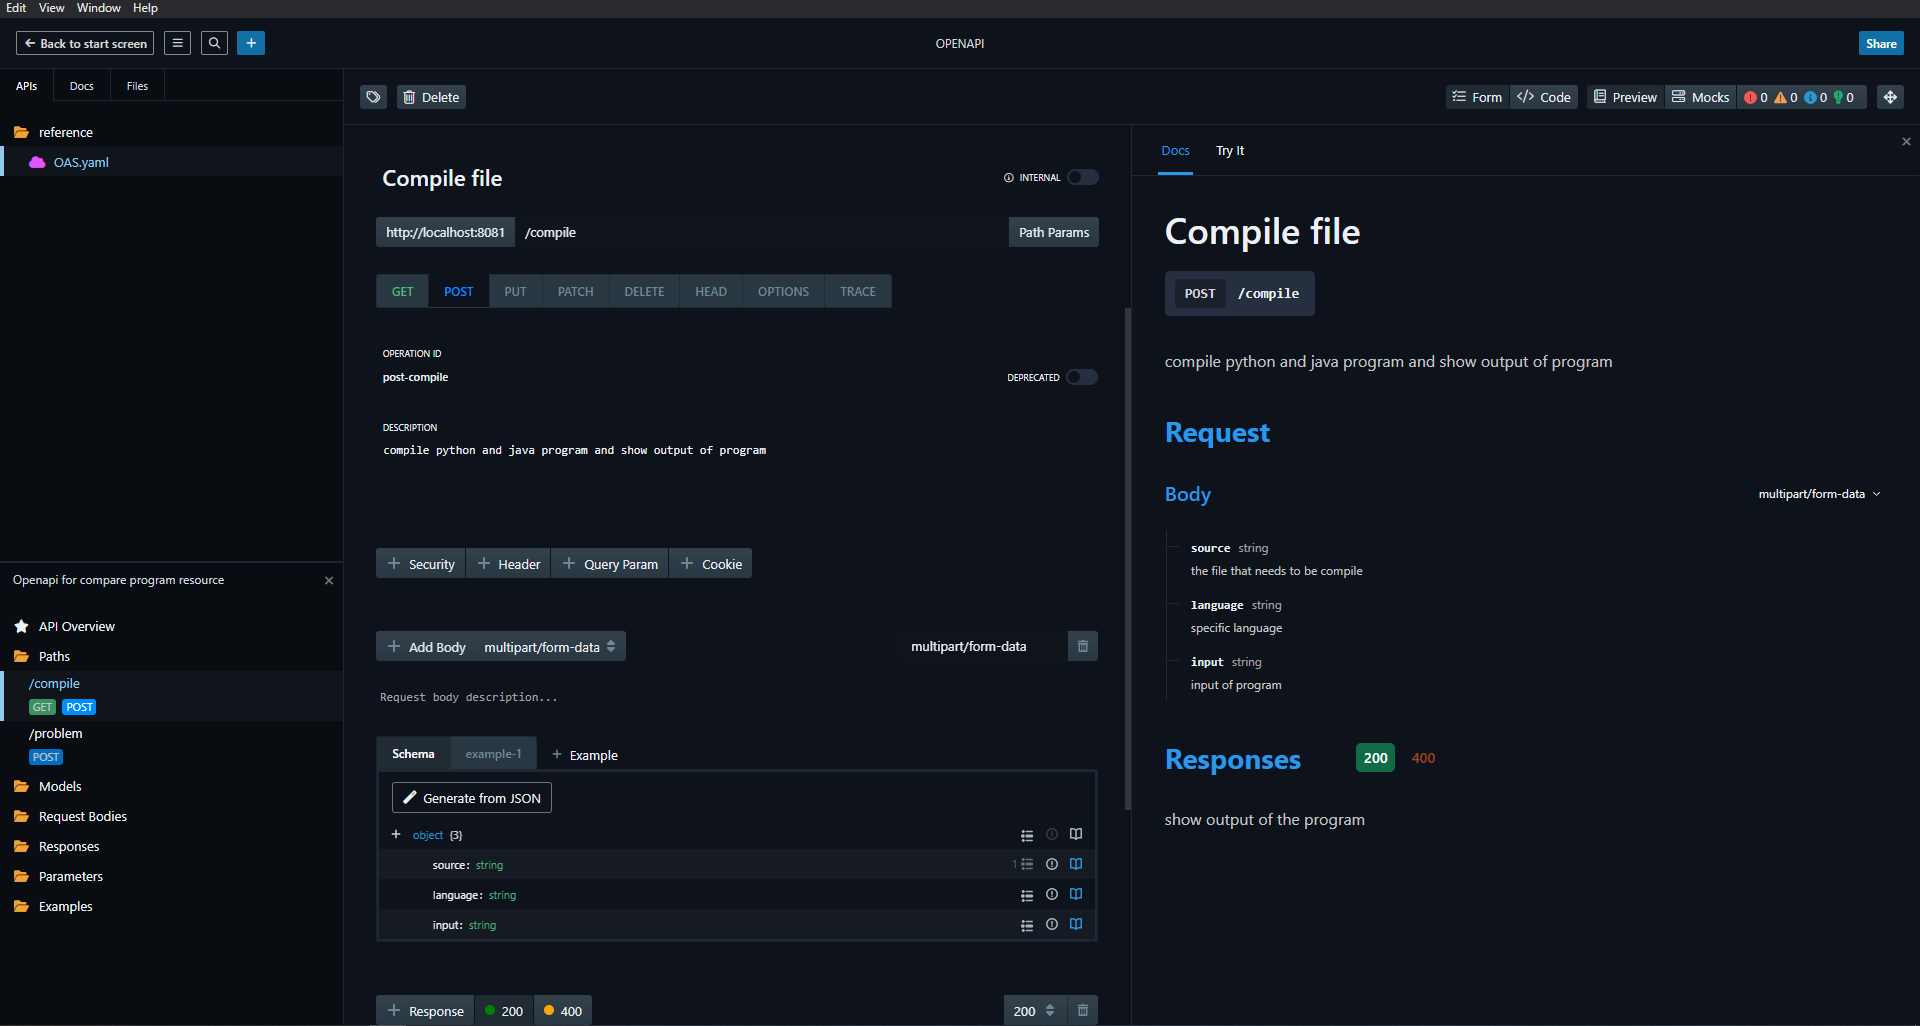 Edit View Window Help
Back to start screen
OPENAPI
Share
APIs Docs Files
reference
OAS.yaml
Openapi for compare program resource
API Overview
Paths
/compile
GET POST
/problem
POST
Models
Request Bodies
Responses
Parameters
Examples
Delete
Form Code Preview Mocks 0 0 0 0
Compile file
INTERNAL
http://localhost:8081 /compile Path Params
GET POST PUT PATCH DELETE HEAD OPTIONS TRACE
OPERATION ID
post-compile
DEPRECATED
DESCRIPTION
compile python and java program and show output of program
+ Security + Header + Query Param + Cookie
+ Add Body multipart/form-data multipart/form-data
Request body description...
Schema example-1 + Example
Generate from JSON
+ object {3}
source: string 1
language: string
input: string
+ Response 200 400 200
Docs Try It
Compile file
POST /compile
compile python and java program and show output of program
Request
Body multipart/form-data
source string
the file that needs to be compile
language string
specific language
input string
input of program
Responses 200 400
show output of the program